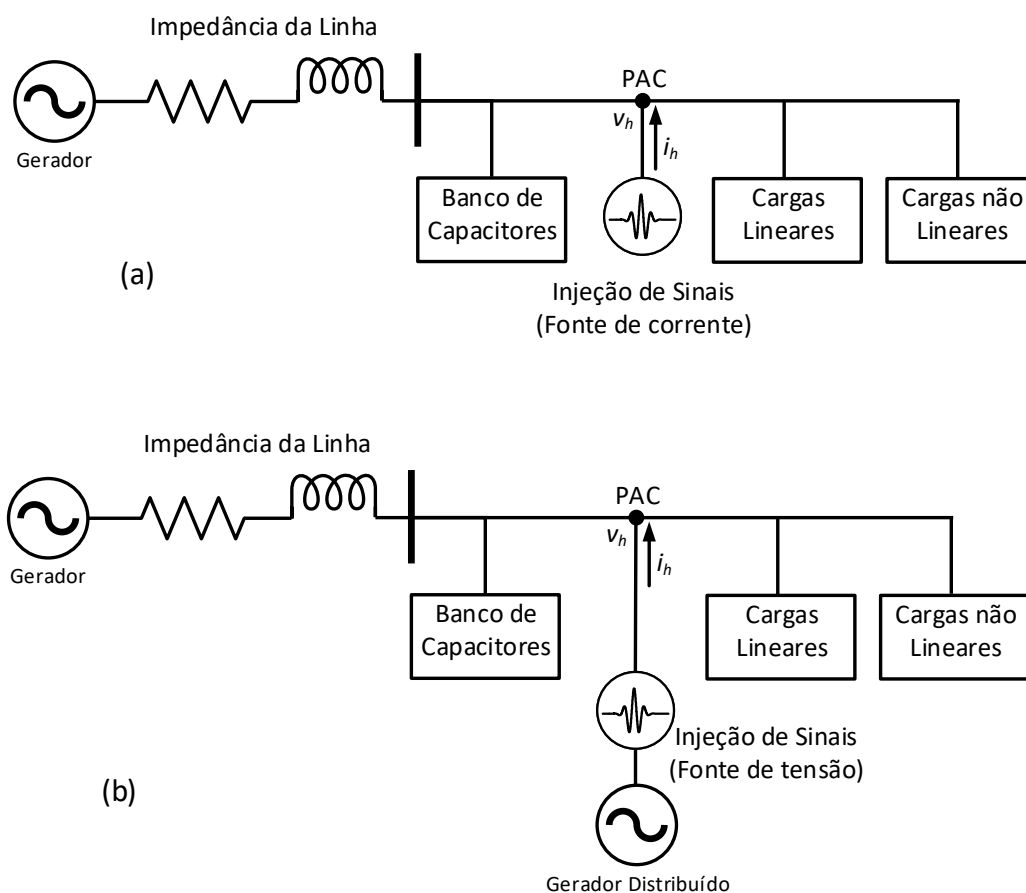 Impedância da Linha
PAC
v_h
i_h
Gerador
Banco de
Capacitores
Cargas
Lineares
Cargas não
Lineares
(a)
Injeção de Sinais
(Fonte de corrente)
Impedância da Linha
PAC
v_h
i_h
Gerador
Banco de
Capacitores
Cargas
Lineares
Cargas não
Lineares
Injeção de Sinais
(Fonte de tensão)
(b)
Gerador Distribuído